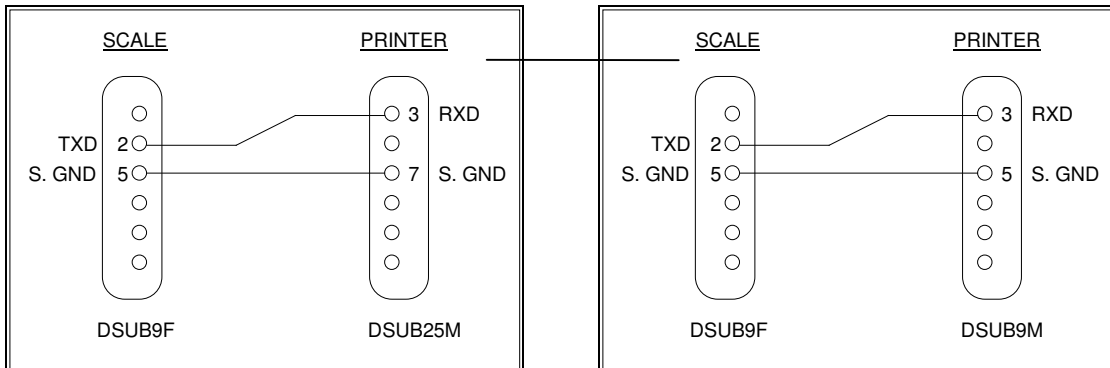 SCALE PRINTER
3 RXD
TXD 2
S. GND 5 7 S. GND
DSUB9F DSUB25M
SCALE PRINTER
3 RXD
TXD 2
S. GND 5 5 S. GND
DSUB9F DSUB9M